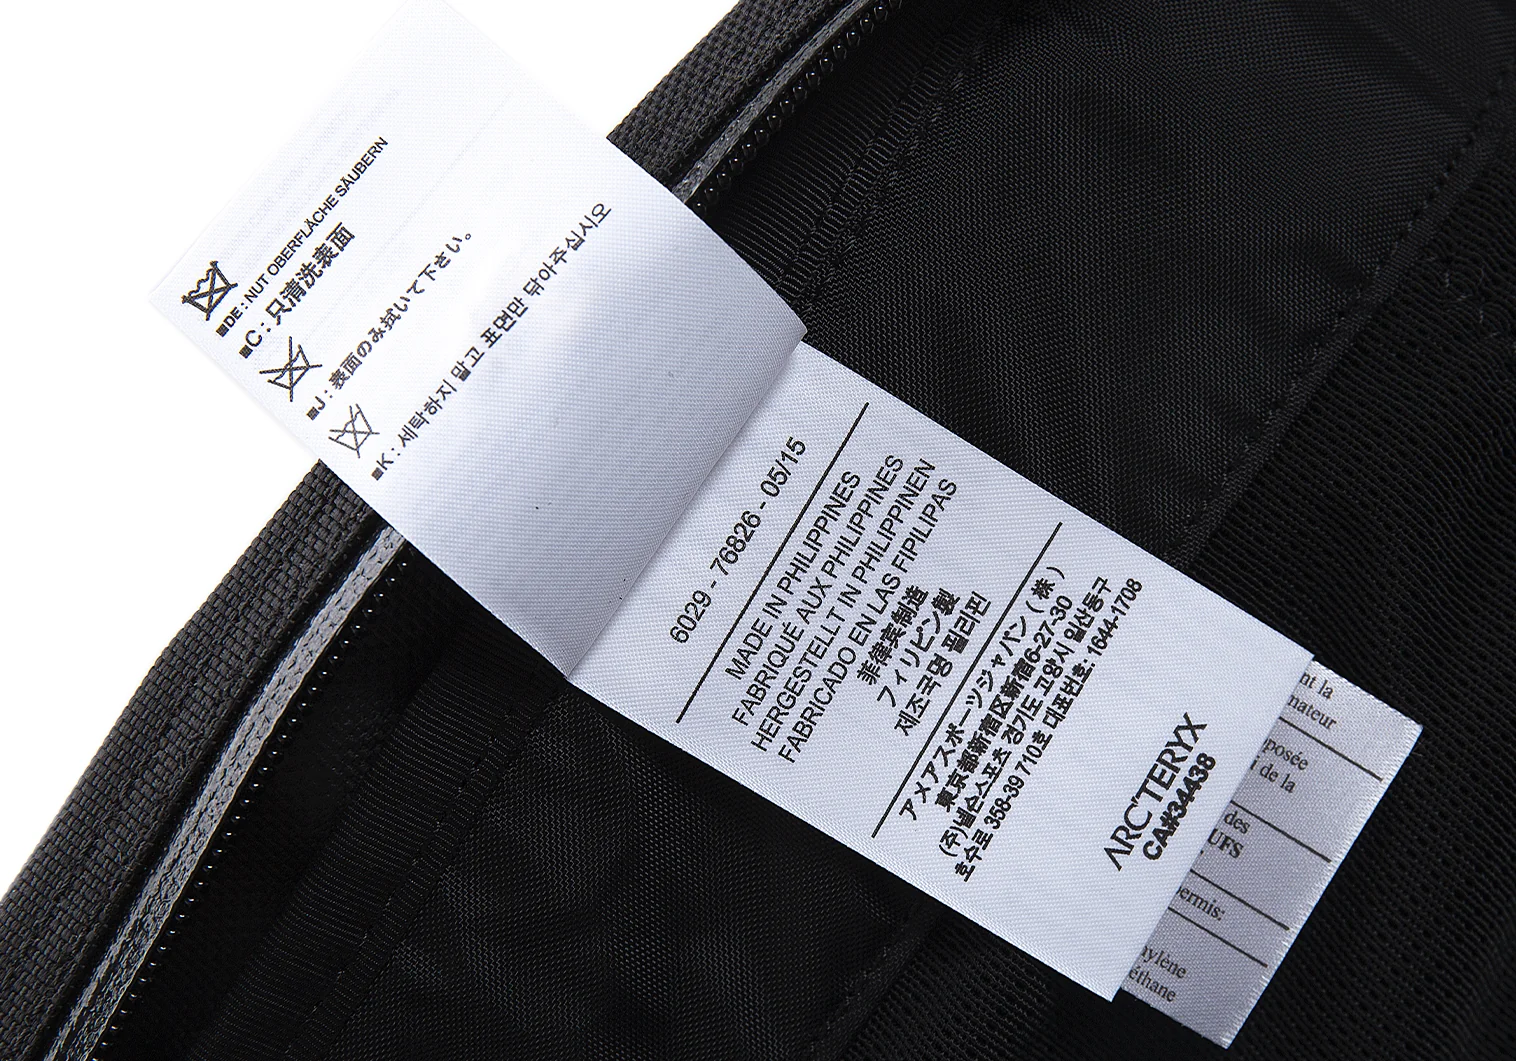 ■DE : NUT OBERFLÄCHE SÄUBERN
■C : 只清洗表面
■J : 表面のみ拭いて下さい。
■K : 세탁하지 말고 표면만 닦아주십시오
6029 - 76826 - 05/15
MADE IN PHILIPPINES
FABRIQUÉ AUX PHILIPPINES
HERGESTELLT IN PHILIPPINEN
FABRICADO EN LAS FIPILIPAS
菲律宾制造
フィリピン製
제조국명 필리핀
アメアスポーツジャパン(株)
東京都新宿区新宿6-27-30
(주)넬슨스포츠 경기도 고양시 일산동구
호수로 358-39 710호 대표번호: 1644-1708
ARC'TERYX
CA#34438
nt la
nateur
posée
i de la
des
UFS
ermis:
ylène
éthane